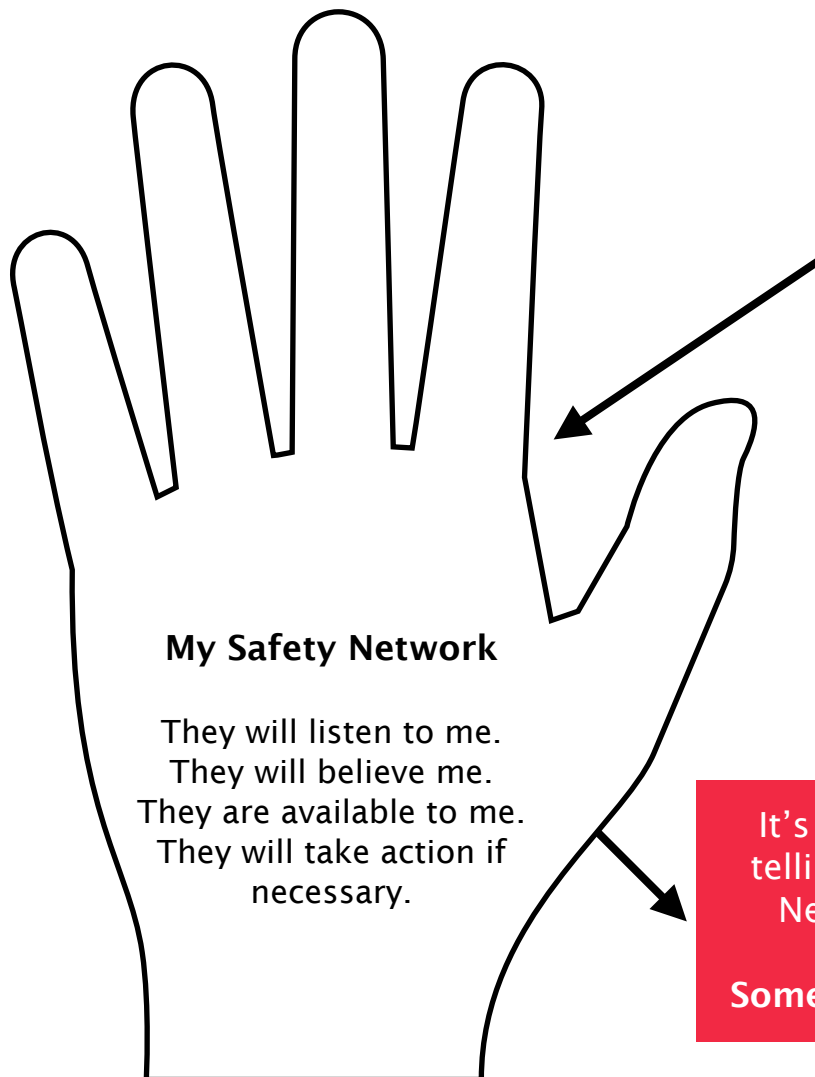 My Safety Network
They will listen to me.
They will believe me.
They are available to me.
They will take action if
necessary.
It's
telli
Ne
Some